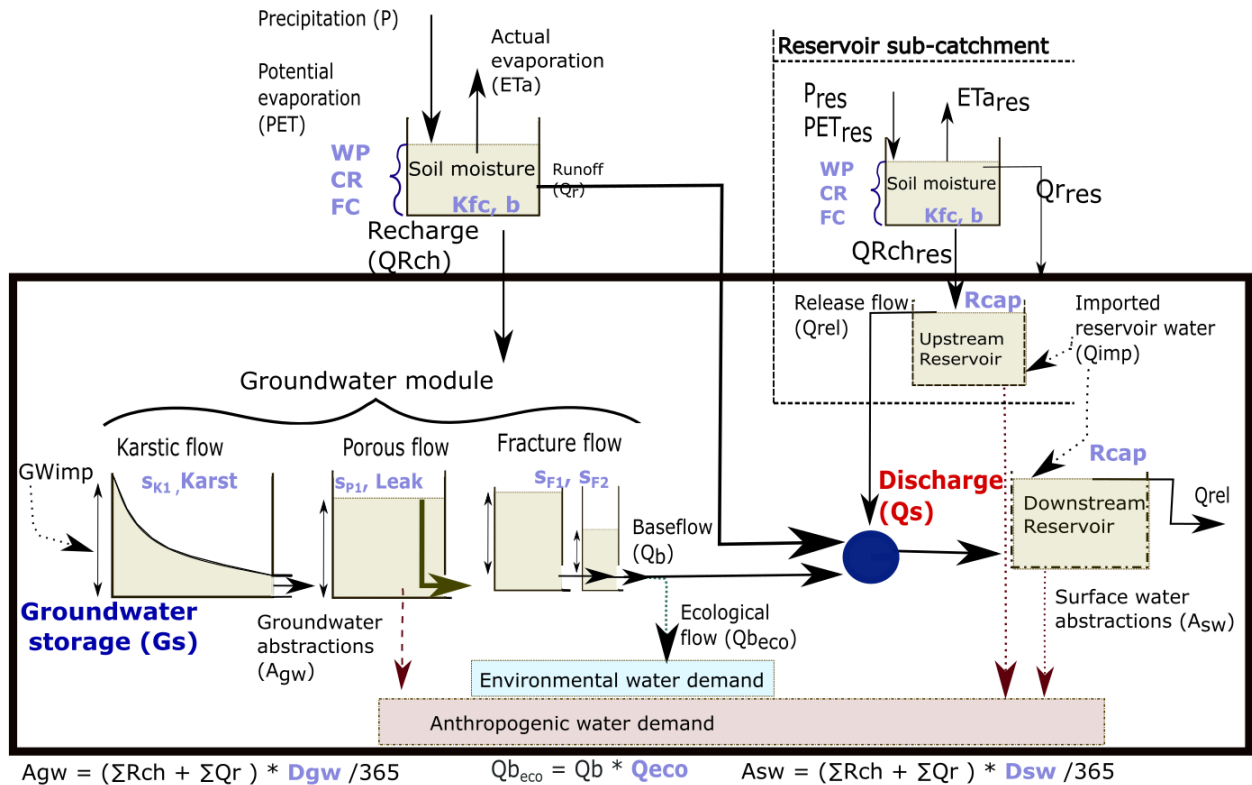 Precipitation (P)
Actual
evaporation
(ETa)
Potential
evaporation
(PET)
WP
CR
FC
Soil moisture
Kfc, b
Runoff
(Qr)
Recharge
(QRch)
Reservoir sub-catchment
Pres
PETres
ETares
WP
CR
FC
Soil moisture
Kfc, b
Qrres
QRchres
Release flow
(Qrel)
Rcap
Upstream
Reservoir
Imported
reservoir water
(Qimp)
Groundwater module
Karstic flow
sK1, Karst
Porous flow
sP1, Leak
Fracture flow
sF1, sF2
GWimp
Baseflow
(Qb)
Discharge
(Qs)
Rcap
Downstream
Reservoir
Qrel
Groundwater
storage (Gs)
Groundwater
abstractions
(Agw)
Ecological
flow (Qbeco)
Surface water
abstractions (Asw)
Environmental water demand
Anthropogenic water demand
Agw = (∑Rch + ∑Qr ) * Dgw /365
Qbeco = Qb * Qeco
Asw = (∑Rch + ∑Qr ) * Dsw /365